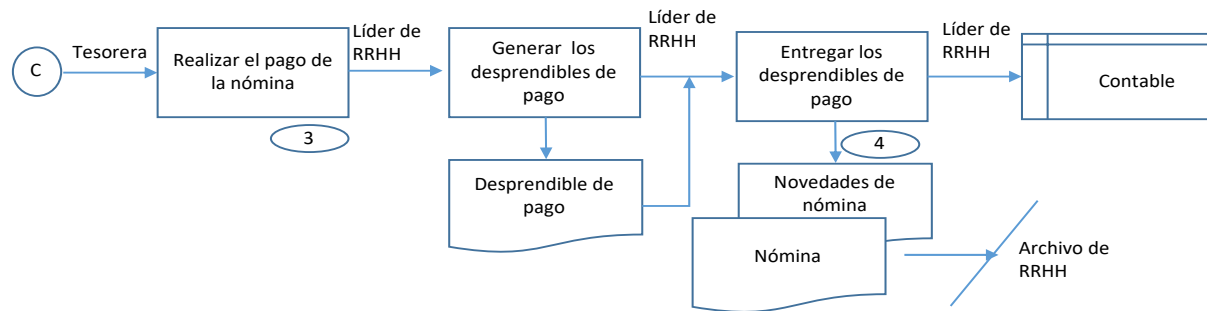 C
Tesorera
Realizar el pago de
la nómina
3
Líder de
RRHH
Generar los
desprendibles de
pago
Desprendible de
pago
Líder de
RRHH
Entregar los
desprendibles de
pago
4
Novedades de
nómina
Nómina
Líder de
RRHH
Contable
Archivo de
RRHH